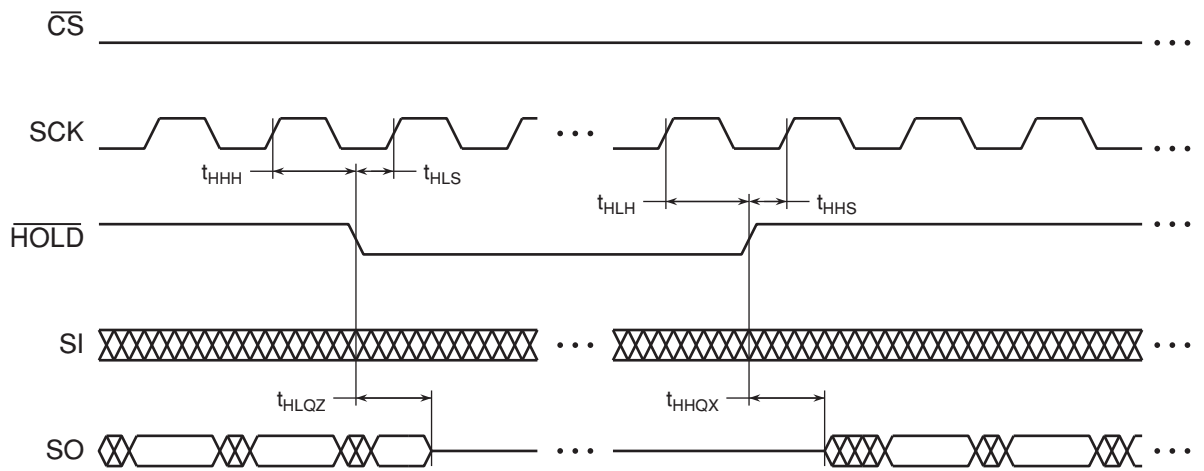 CS
SCK
tHHH
tHLS
tHLH
tHHS
HOLD
SI
tHLQZ
tHHQX
SO